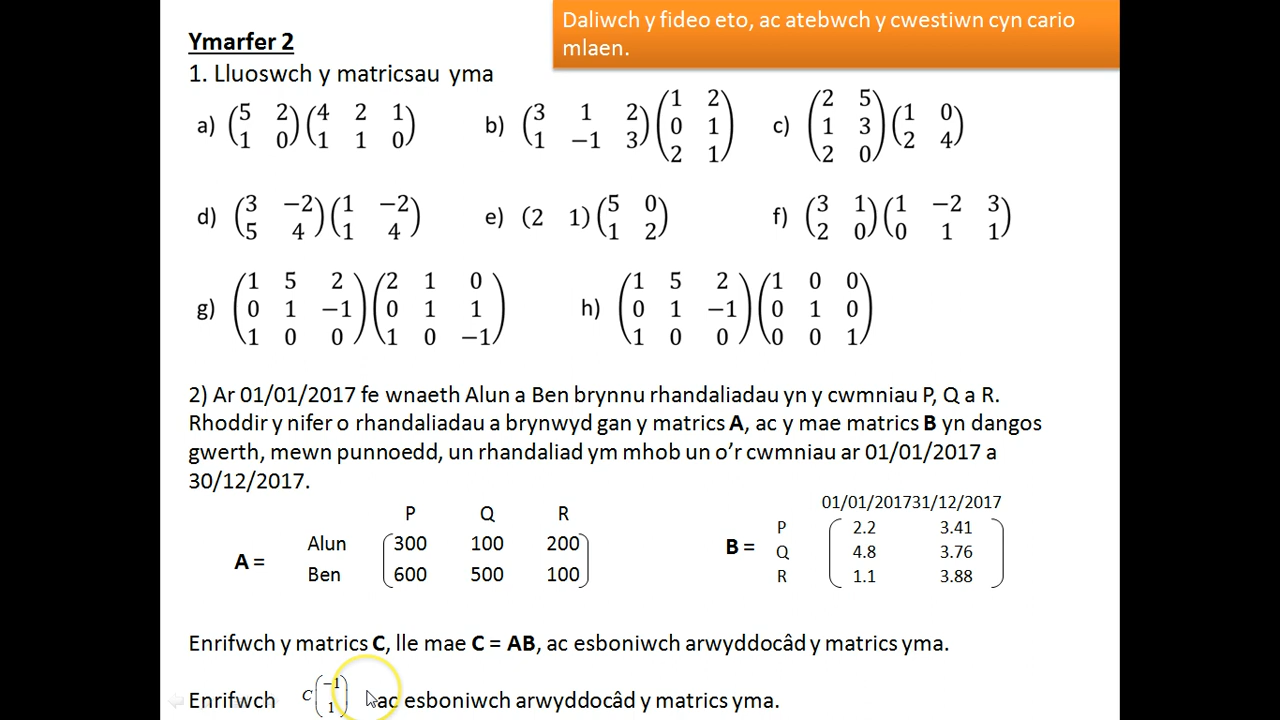 Daliwch y fideo eto, ac atebwch y cwestiwn cyn cario
mlaen.
Ymarfer 2
1. Lluoswch y matricsau yma
a) (5 2; 1 0)(4 2 1; 1 1 0) b) (3 1 2; 1 −1 3)(1 2; 0 1; 2 1) c) (2 5; 1 3; 2 0)(1 0; 2 4)
d) (3 −2; 5 4)(1 −2; 1 4) e) (2 1)(5 0; 1 2) f) (3 1; 2 0)(1 −2 3; 0 1 1)
g) (1 5 2; 0 1 −1; 1 0 0)(2 1 0; 0 1 1; 1 0 −1) h) (1 5 2; 0 1 −1; 1 0 0)(1 0 0; 0 1 0; 0 0 1)
2) Ar 01/01/2017 fe wnaeth Alun a Ben brynnu rhandaliadau yn y cwmniau P, Q a R.
Rhoddir y nifer o rhandaliadau a brynwyd gan y matrics A, ac y mae matrics B yn dangos
gwerth, mewn punnoedd, un rhandaliad ym mhob un o'r cwmniau ar 01/01/2017 a
30/12/2017.
P Q R
A = Alun 300 100 200
Ben 600 500 100
01/01/201731/12/2017
P 2.2 3.41
B = Q 4.8 3.76
R 1.1 3.88
Enrifwch y matrics C, lle mae C = AB, ac esboniwch arwyddocâd y matrics yma.
Enrifwch C(−1; 1) ac esboniwch arwyddocâd y matrics yma.